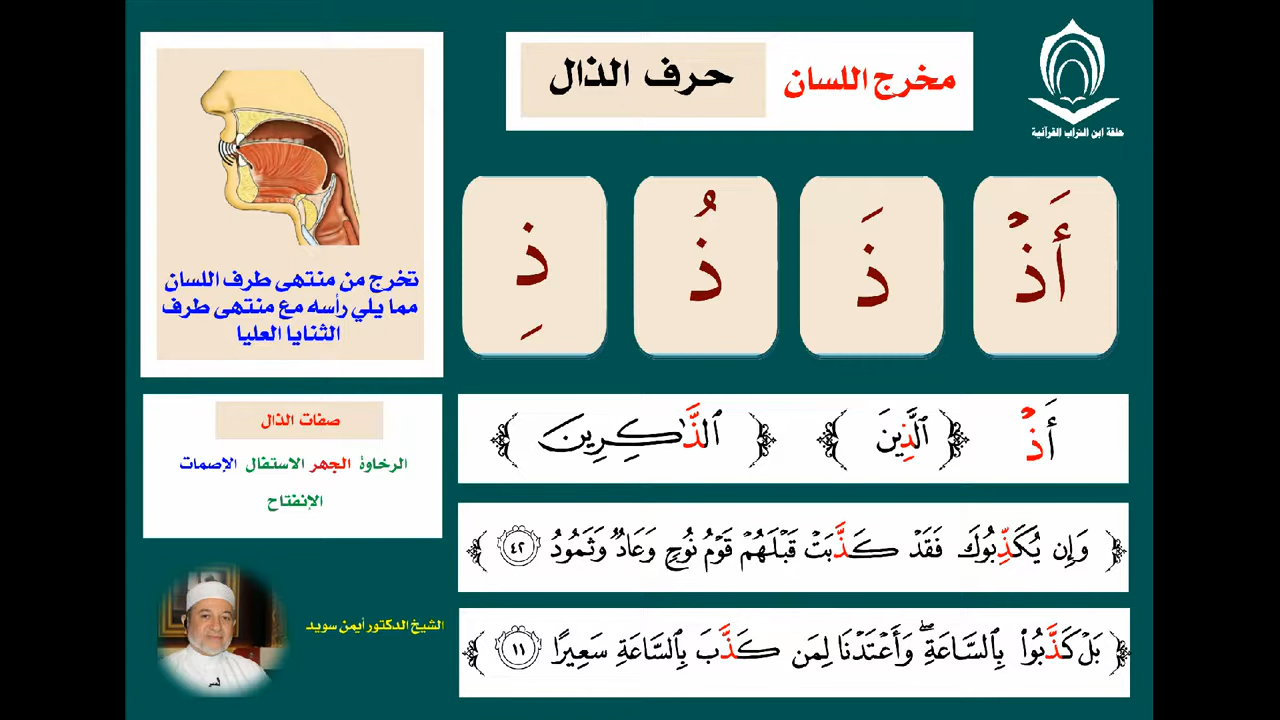 مخرج اللسان حرف الذال
حلقة ابن التراب القرآنية
أَذْ ذَ ذُ ذِ
تخرج من منتهى طرف اللسان
مما يلي رأسه مع منتهى طرف
الثنايا العليا
صفات الذال
الرخاوة الجهر الاستفال الإصمات
الإنفتاح
أَذْ ﴿ ٱلَّذِينَ ﴾ ﴿ ٱلذَّٰكِرِينَ ﴾
﴿ وَإِن يُكَذِّبُوكَ فَقَدْ كَذَّبَتْ قَبْلَهُمْ قَوْمُ نُوحٍ وَعَادٌ وَثَمُودُ ٤٢ ﴾
﴿ بَلْ كَذَّبُوا۟ بِٱلسَّاعَةِ ۖ وَأَعْتَدْنَا لِمَن كَذَّبَ بِٱلسَّاعَةِ سَعِيرًا ١١ ﴾
الشيخ الدكتور أيمن سويد